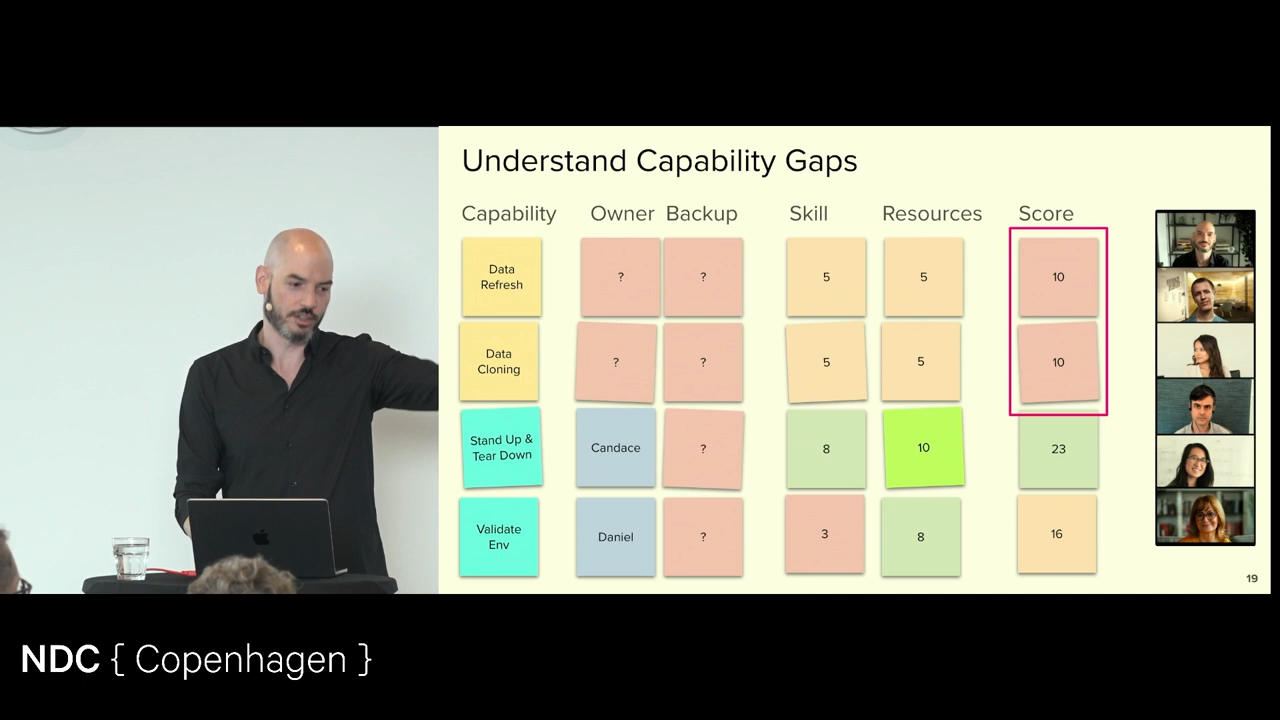 Understand Capability Gaps
Capability Owner Backup Skill Resources Score
Data
Refresh
? ? 5 5 10
Data
Cloning
? ? 5 5 10
Stand Up &
Tear Down
Candace ? 8 10 23
Validate
Env
Daniel ? 3 8 16
19
NDC { Copenhagen }